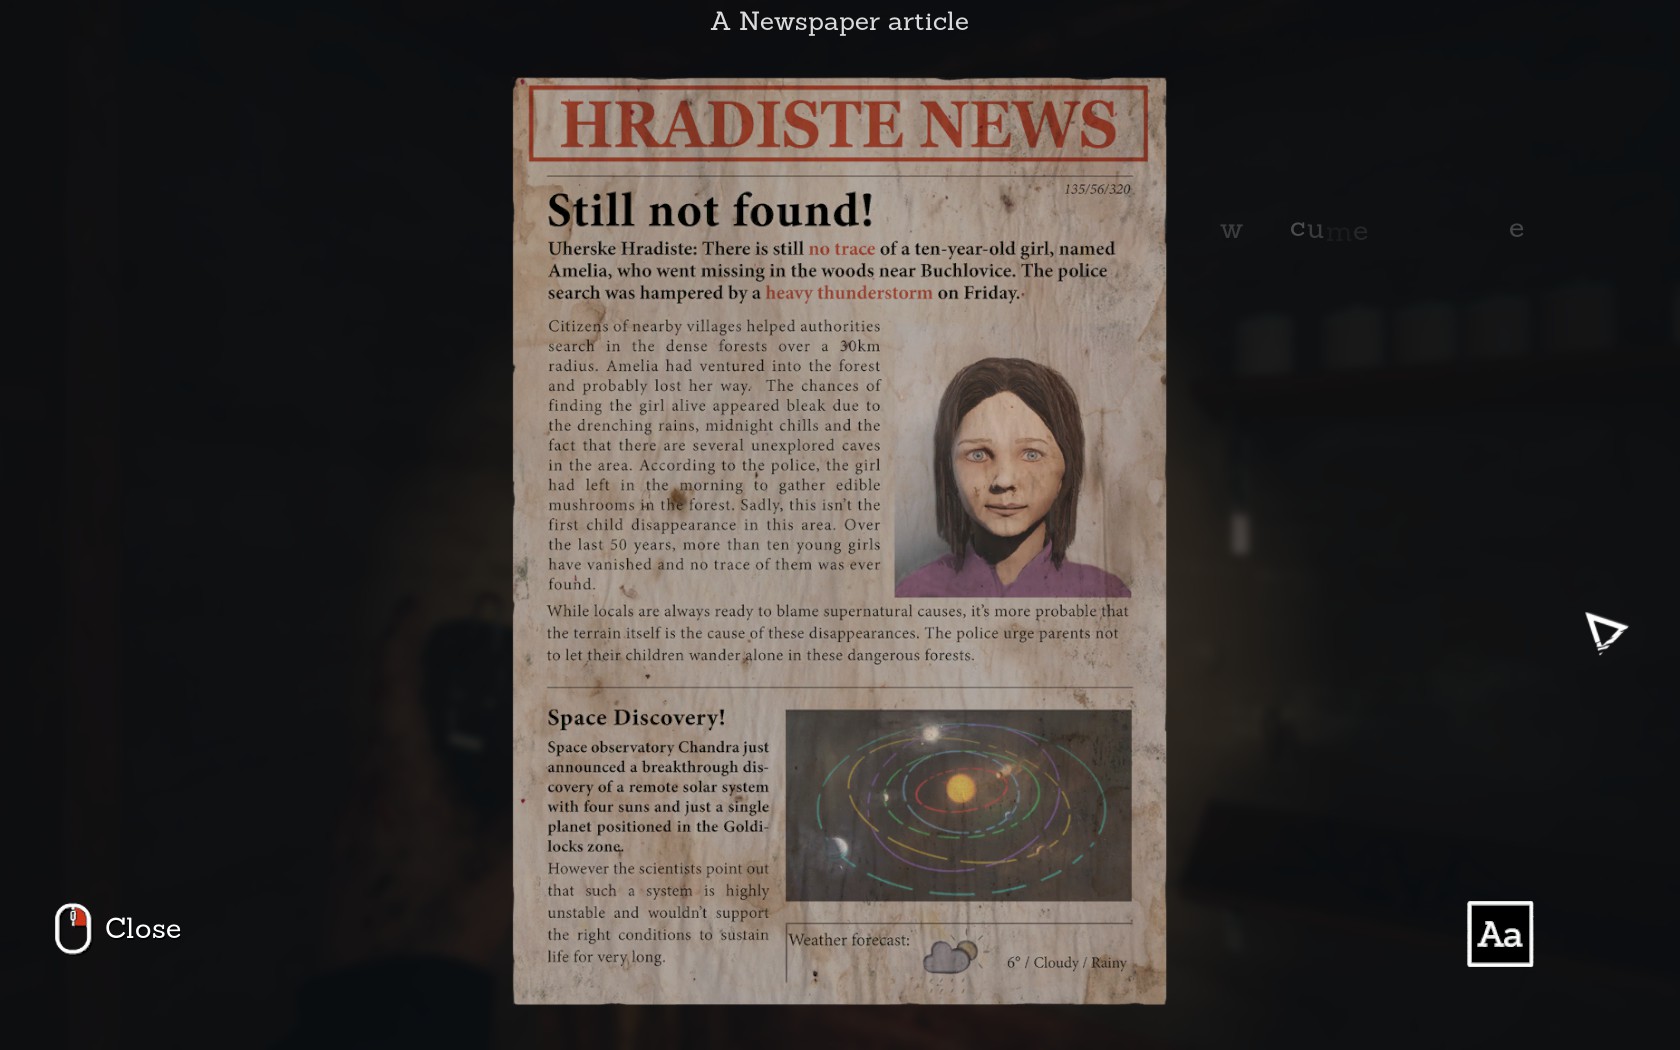 A Newspaper article
HRADISTE NEWS
135/56/320
Still not found!
Uherske Hradiste: There is still no trace of a ten-year-old girl, named
Amelia, who went missing in the woods near Buchlovice. The police
search was hampered by a heavy thunderstorm on Friday.
Citizens of nearby villages helped authorities
search in the dense forests over a 30km
radius. Amelia had ventured into the forest
and probably lost her way. The chances of
finding the girl alive appeared bleak due to
the drenching rains, midnight chills and the
fact that there are several unexplored caves
in the area. According to the police, the girl
had left in the morning to gather edible
mushrooms in the forest. Sadly, this isn't the
first child disappearance in this area. Over
the last 50 years, more than ten young girls
have vanished and no trace of them was ever
found.
While locals are always ready to blame supernatural causes, it's more probable that
the terrain itself is the cause of these disappearances. The police urge parents not
to let their children wander alone in these dangerous forests.
Space Discovery!
Space observatory Chandra just
announced a breakthrough dis-
covery of a remote solar system
with four suns and just a single
planet positioned in the Goldi-
locks zone.
However the scientists point out
that such a system is highly
unstable and wouldn't support
the right conditions to sustain
life for very long.
Weather forecast:
6° / Cloudy / Rainy
Close
Aa